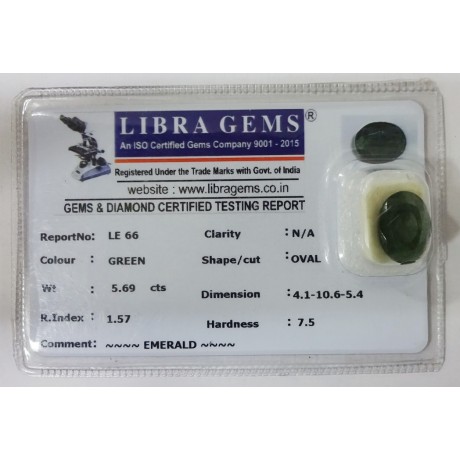 LIBRA GEMS®
An ISO Certified Gems Company 9001 - 2015
Registered Under the Trade Marks with Govt. of India
website : www.libragems.co.in
GEMS & DIAMOND CERTIFIED TESTING REPORT
ReportNo: LE 66 Clarity : N/A
Colour : GREEN Shape/cut : OVAL
Wt : 5.69 cts Dimension : 4.1-10.6-5.4
R.Index : 1.57 Hardness : 7.5
Comment: ~~~~ EMERALD ~~~~